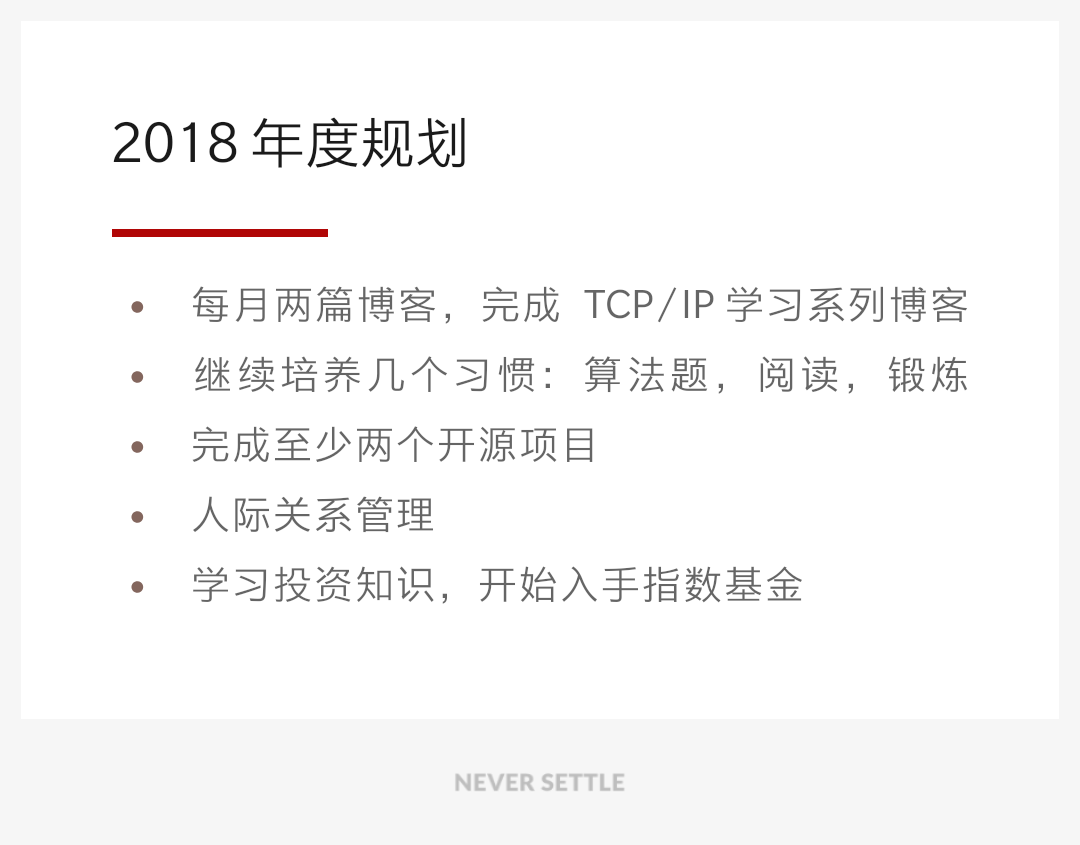 2018 年度规划
• 每月两篇博客，完成 TCP/IP 学习系列博客
• 继续培养几个习惯：算法题，阅读，锻炼
• 完成至少两个开源项目
• 人际关系管理
• 学习投资知识，开始入手指数基金
NEVER SETTLE